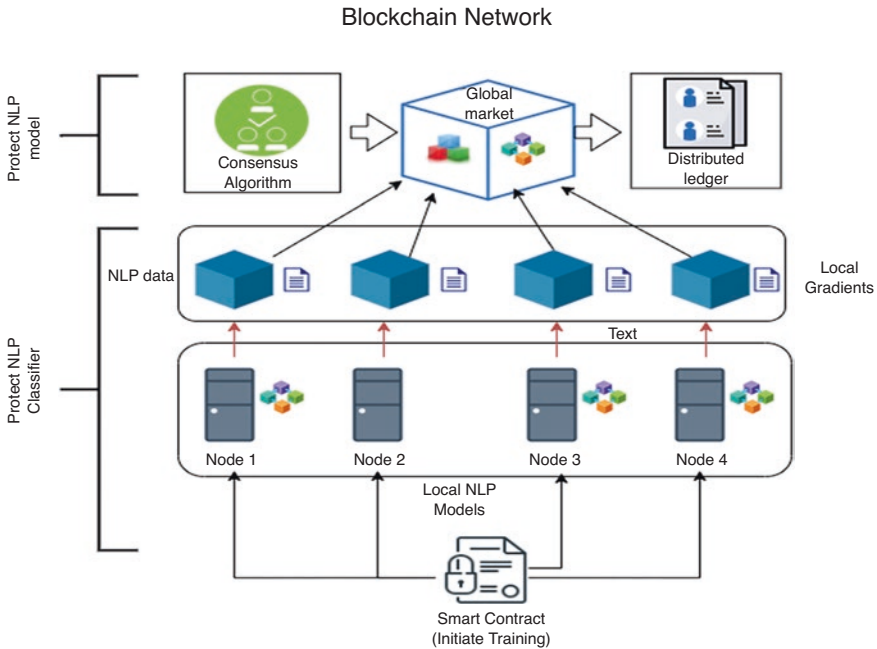 Blockchain Network
Protect NLP
model
Consensus
Algorithm
Global
market
Distributed
ledger
Protect NLP
Classifier
NLP data
Local
Gradients
Text
Node 1
Node 2
Node 3
Node 4
Local NLP
Models
Smart Contract
(Initiate Training)